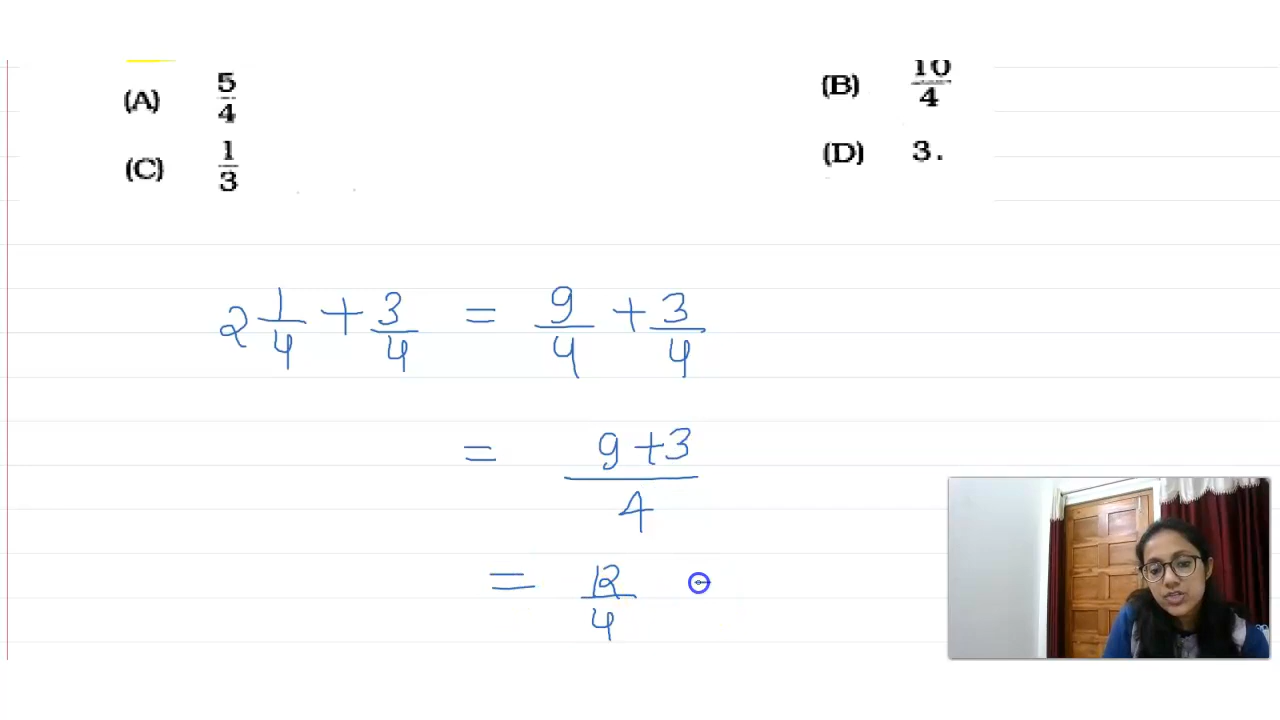 (A) 5/4 (B) 10/4
(C) 1/3 (D) 3.
2 1/4 + 3/4 = 9/4 + 3/4
= 9+3/4
= 12/4